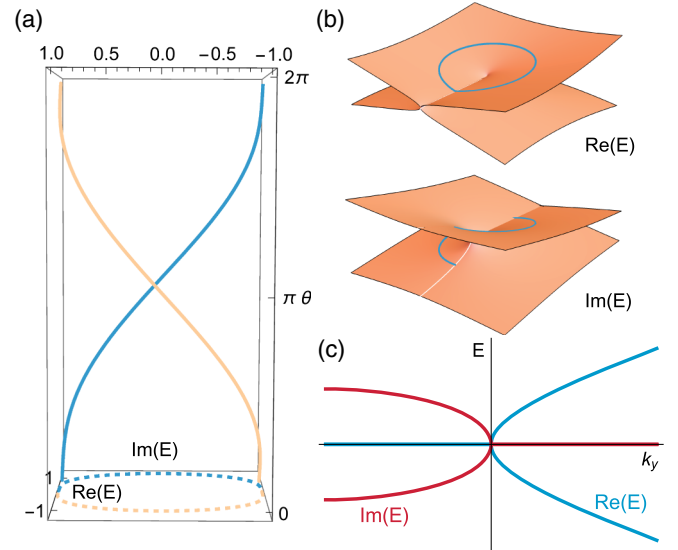 (a)
1.0 0.5 0.0 −0.5 −1.0
2π
π θ
Im(E)
1
Re(E)
−1
0
(b)
Re(E)
Im(E)
(c)
E
k_y
Re(E)
Im(E)